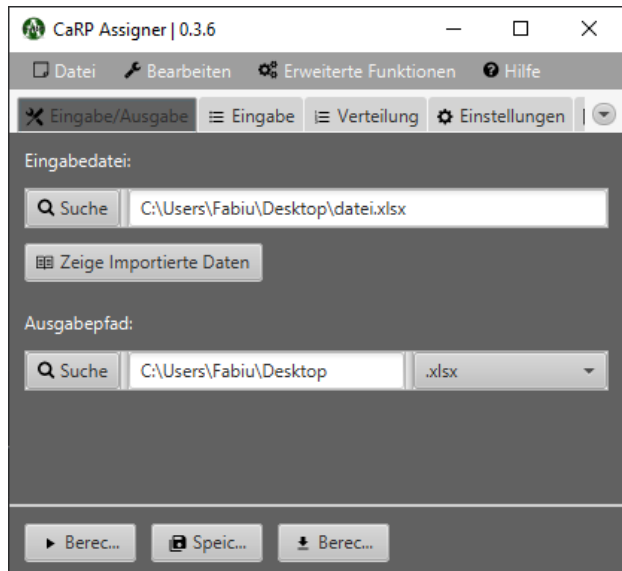 CaRP Assigner | 0.3.6
Datei Bearbeiten Erweiterte Funktionen Hilfe
Eingabe/Ausgabe Eingabe Verteilung Einstellungen
Eingabedatei:
Suche C:\Users\Fabiu\Desktop\datei.xlsx
Zeige Importierte Daten
Ausgabepfad:
Suche C:\Users\Fabiu\Desktop .xlsx
Berec... Speic... Berec...